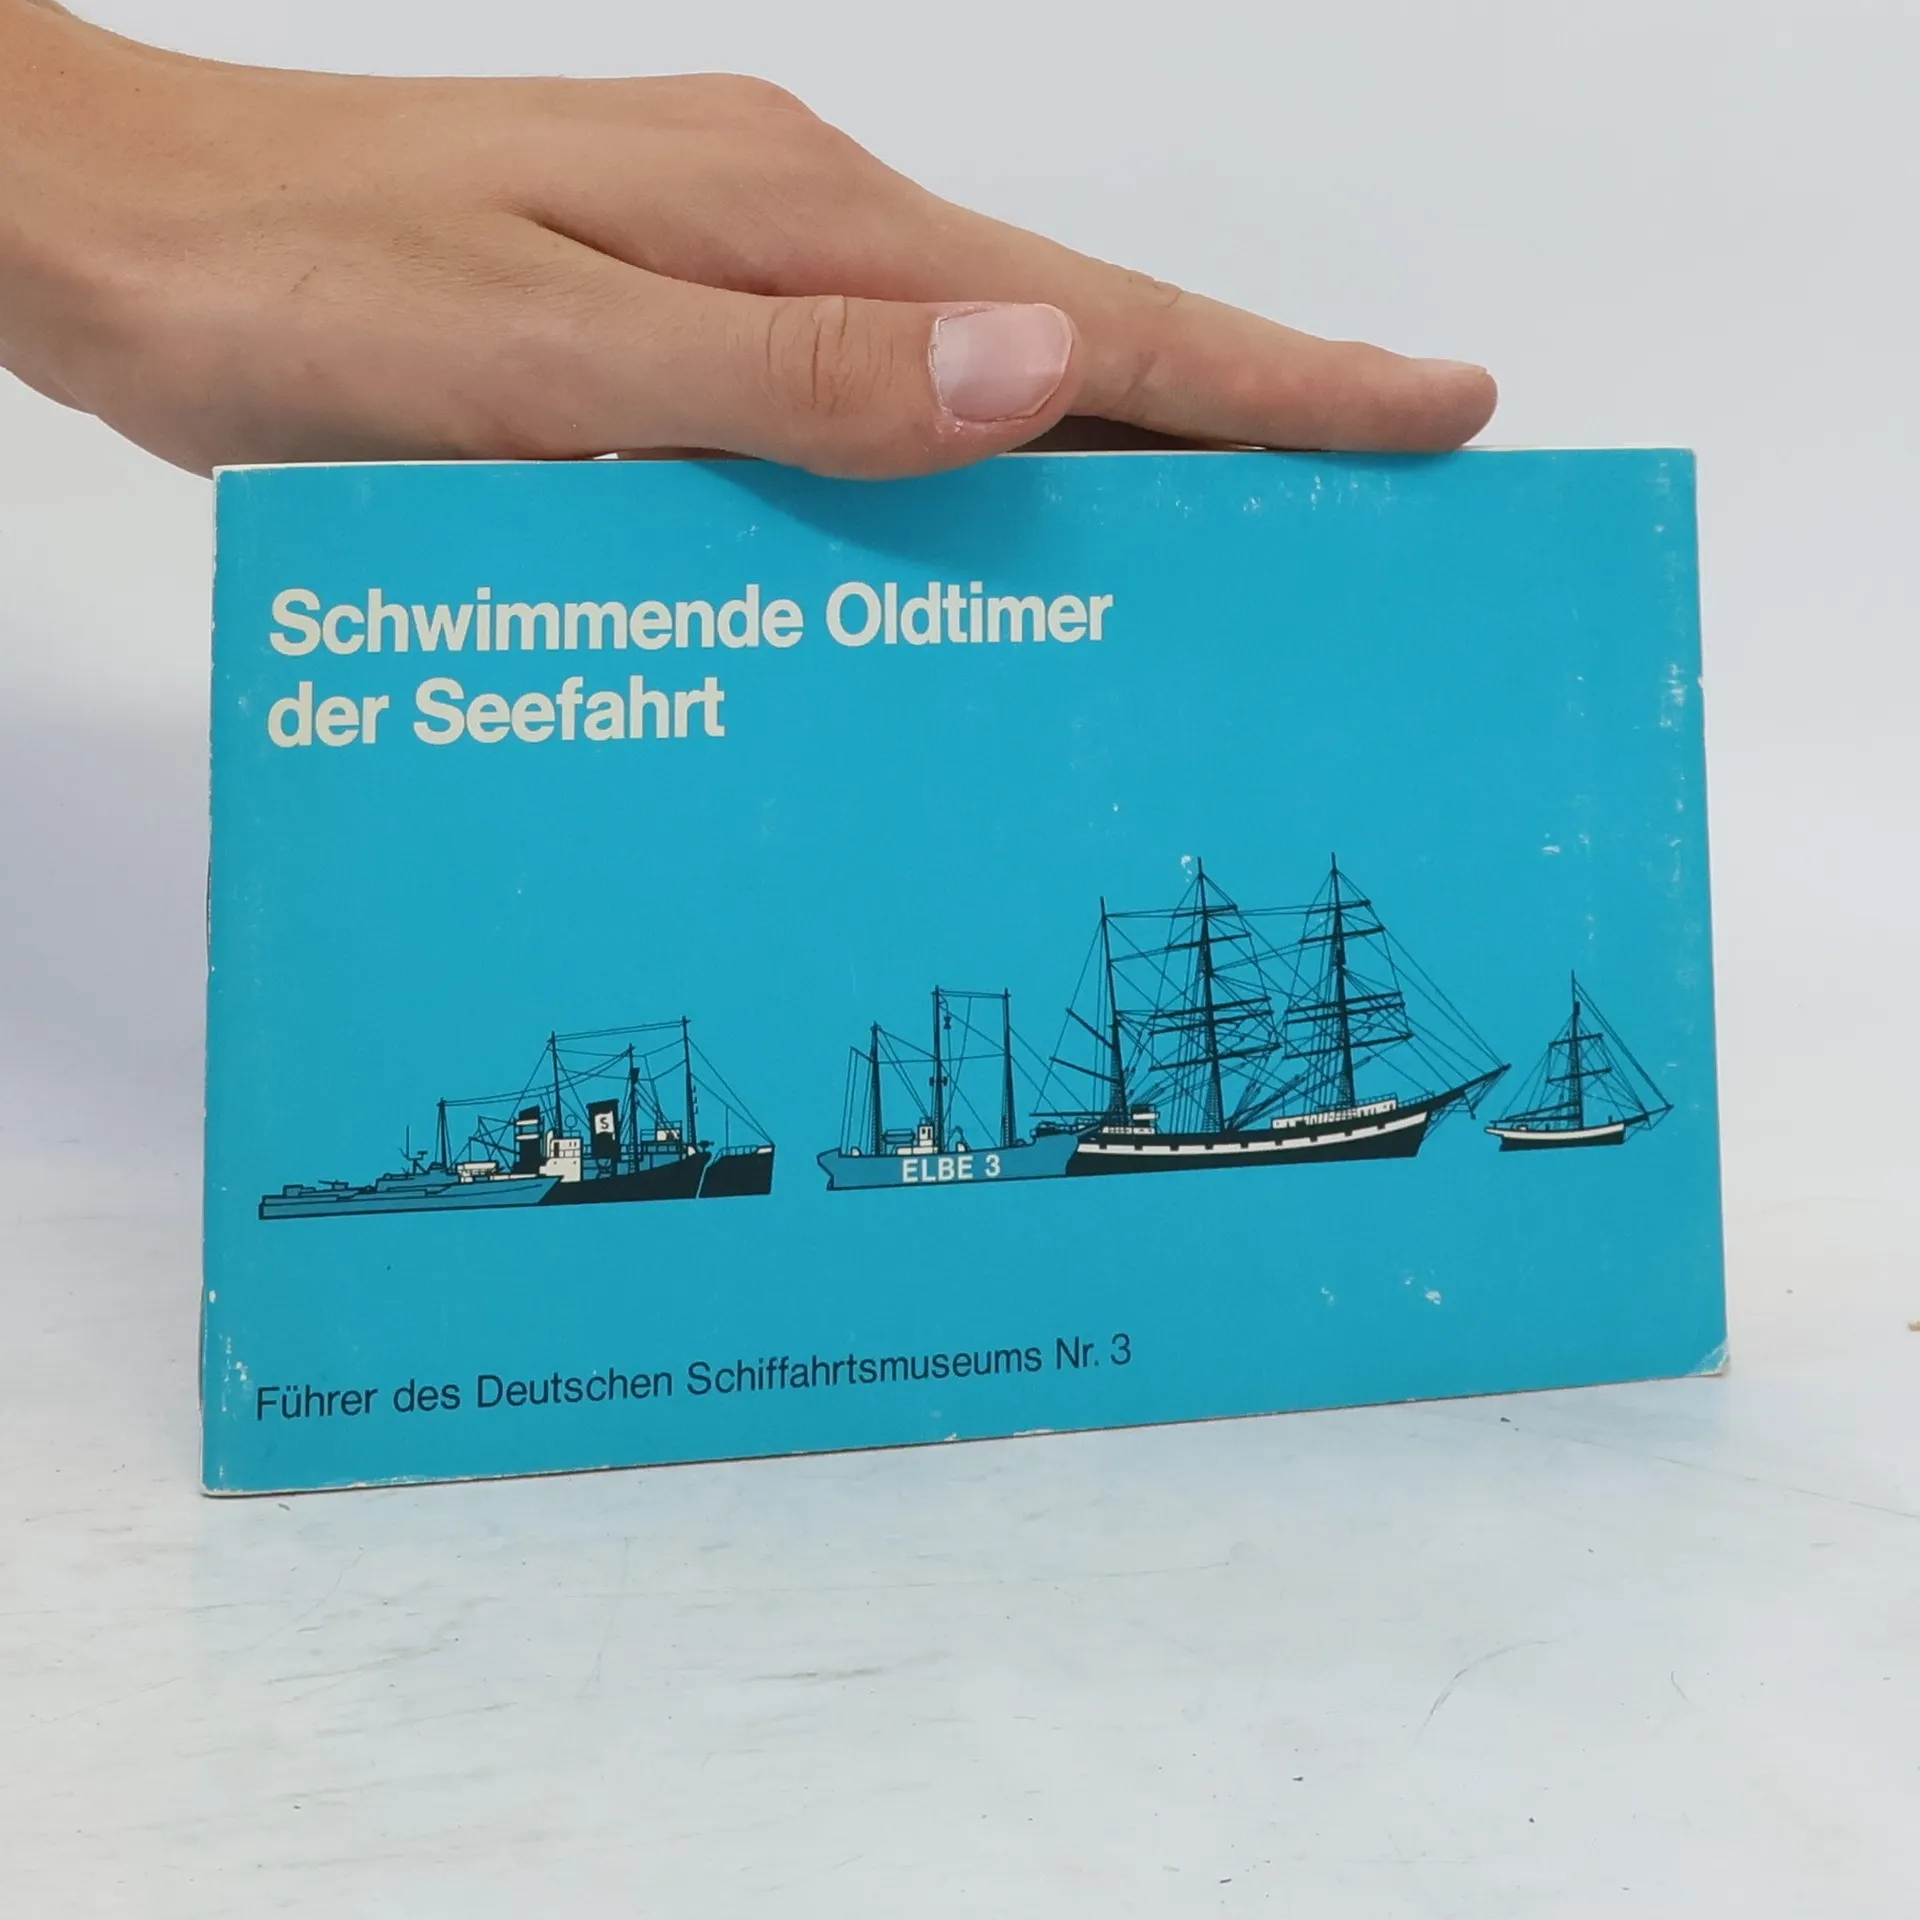 Schwimmende Oldtimer
der Seefahrt
S
ELBE 3
Führer des Deutschen Schiffahrtsmuseums Nr. 3